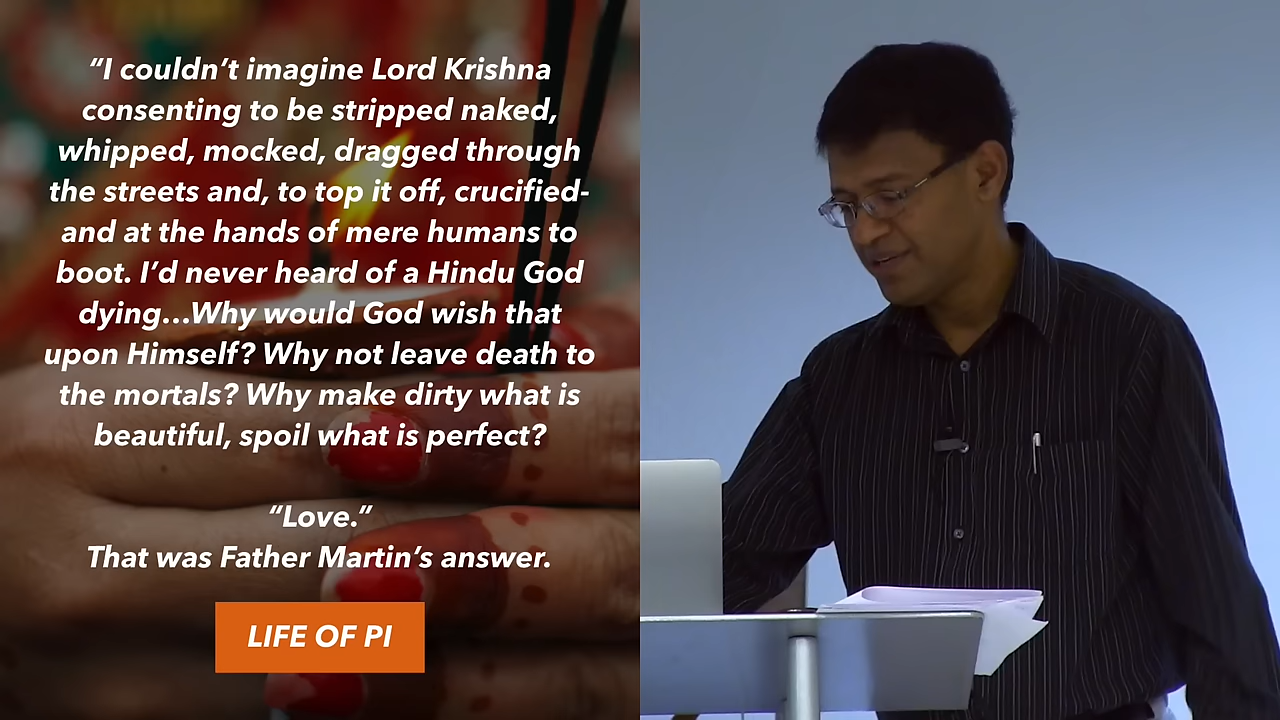 “I couldn’t imagine Lord Krishna
consenting to be stripped naked,
whipped, mocked, dragged through
the streets and, to top it off, crucified-
and at the hands of mere humans to
boot. I’d never heard of a Hindu God
dying...Why would God wish that
upon Himself? Why not leave death to
the mortals? Why make dirty what is
beautiful, spoil what is perfect?
“Love.”
That was Father Martin’s answer.
LIFE OF PI